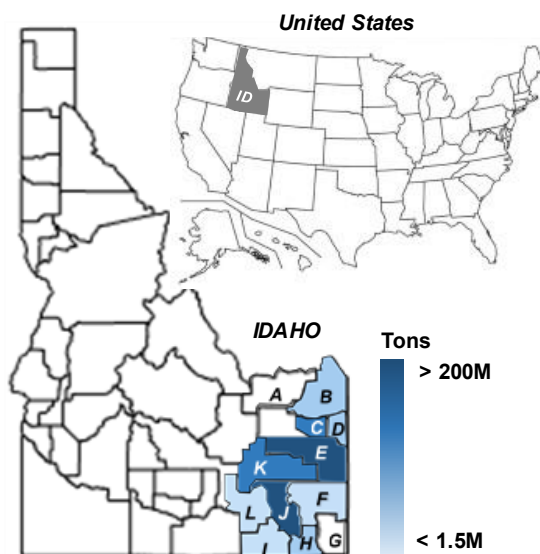 United States
ID
IDAHO
Tons
> 200M
< 1.5M
A
B
C
D
E
K
F
L
J
G
H
I